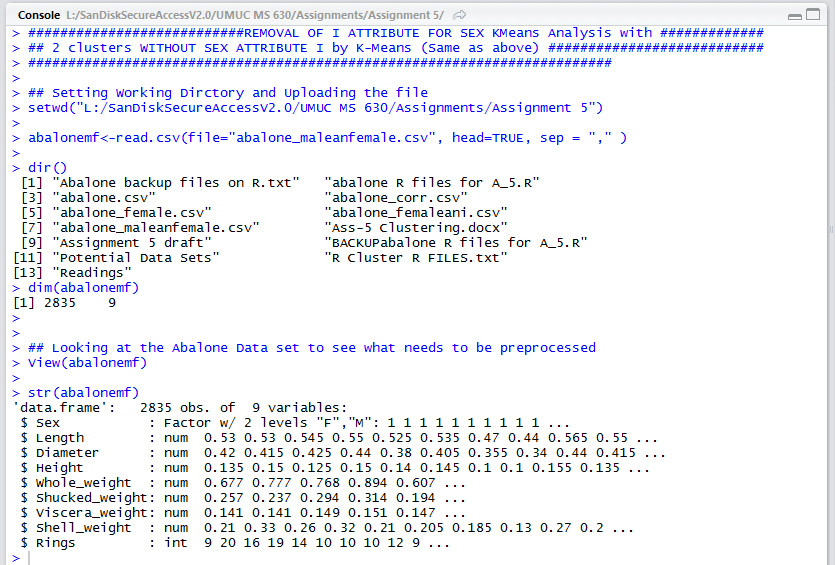 Console L:/SanDiskSecureAccessV2.0/UMUC MS 630/Assignments/Assignment 5/
> ###########################REMOVAL OF I ATTRIBUTE FOR SEX KMeans Analysis with #############
> ## 2 clusters WITHOUT SEX ATTRIBUTE I by K-Means (Same as above) ###########################
> #########################################################################
>
> ## Setting Working Dirctory and Uploading the file
> setwd("L:/SanDiskSecureAccessV2.0/UMUC MS 630/Assignments/Assignment 5")
>
> abalonemf<-read.csv(file="abalone_maleanfemale.csv", head=TRUE, sep = "," )
>
> dir()
 [1] "Abalone backup files on R.txt"   "abalone R files for A_5.R"
 [3] "abalone.csv"                     "abalone_corr.csv"
 [5] "abalone_female.csv"              "abalone_femaleani.csv"
 [7] "abalone_maleanfemale.csv"        "Ass-5 Clustering.docx"
 [9] "Assignment 5 draft"              "BACKUPabalone R files for A_5.R"
[11] "Potential Data Sets"             "R Cluster R FILES.txt"
[13] "Readings"
> dim(abalonemf)
[1] 2835    9
>
>
> ## Looking at the Abalone Data set to see what needs to be preprocessed
> View(abalonemf)
>
> str(abalonemf)
'data.frame':   2835 obs. of  9 variables:
 $ Sex           : Factor w/ 2 levels "F","M": 1 1 1 1 1 1 1 1 1 1 ...
 $ Length        : num  0.53 0.53 0.545 0.55 0.525 0.535 0.47 0.44 0.565 0.55 ...
 $ Diameter      : num  0.42 0.415 0.425 0.44 0.38 0.405 0.355 0.34 0.44 0.415 ...
 $ Height        : num  0.135 0.15 0.125 0.15 0.14 0.145 0.1 0.1 0.155 0.135 ...
 $ Whole_weight  : num  0.677 0.777 0.768 0.894 0.607 ...
 $ Shucked_weight: num  0.257 0.237 0.294 0.314 0.194 ...
 $ Viscera_weight: num  0.141 0.141 0.149 0.151 0.147 ...
 $ Shell_weight  : num  0.21 0.33 0.26 0.32 0.21 0.205 0.185 0.13 0.27 0.2 ...
 $ Rings         : int  9 20 16 19 14 10 10 10 12 9 ...
>